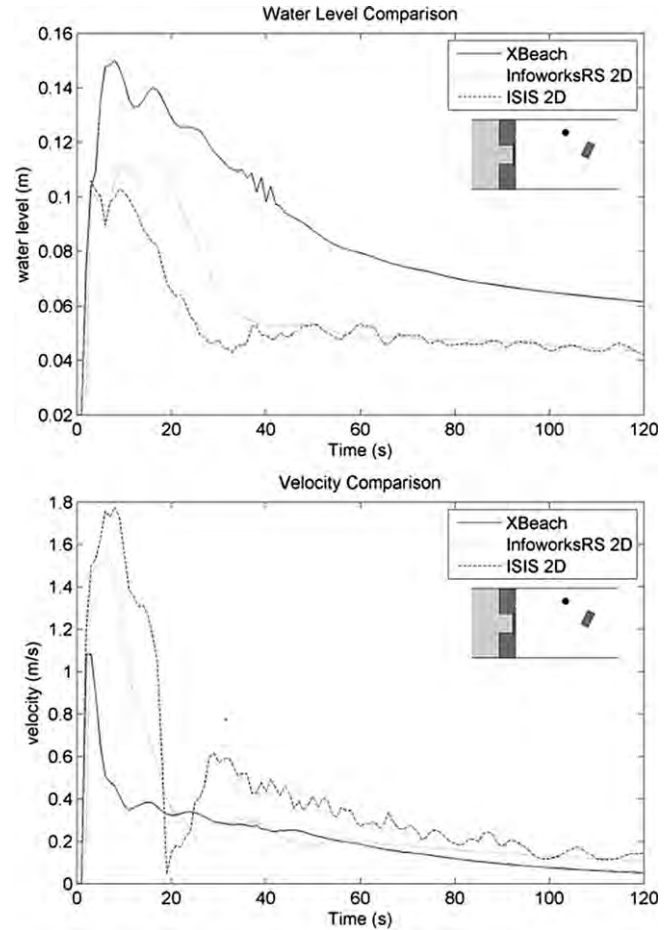 Water Level Comparison
0.16
0.14
0.12
0.1
0.08
0.06
0.04
0.02
water level (m)
XBeach
InfoworksRS 2D
ISIS 2D
0 20 40 60 80 100 120
Time (s)
Velocity Comparison
1.8
1.6
1.4
1.2
1
0.8
0.6
0.4
0.2
0
velocity (m/s)
XBeach
InfoworksRS 2D
ISIS 2D
0 20 40 60 80 100 120
Time (s)